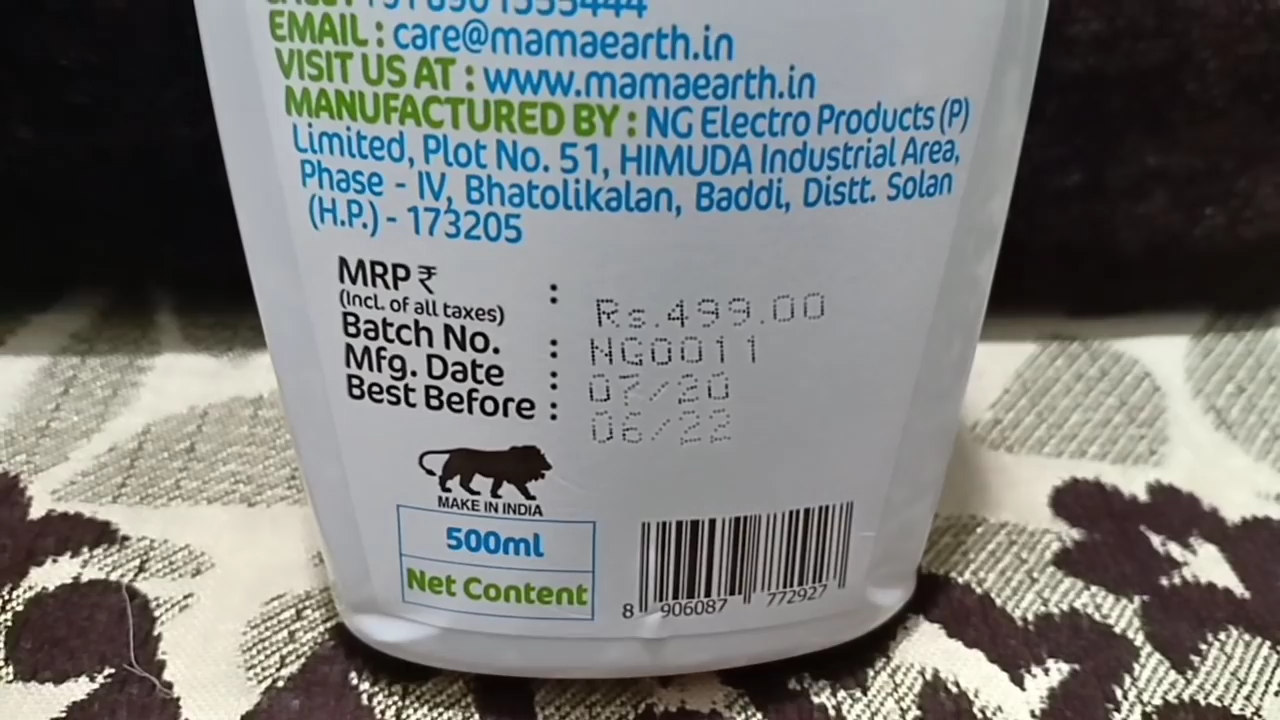 EMAIL : care@mamaearth.in
VISIT US AT : www.mamaearth.in
MANUFACTURED BY : NG Electro Products (P)
Limited, Plot No. 51, HIMUDA Industrial Area,
Phase - IV, Bhatolikalan, Baddi, Distt. Solan
(H.P.) - 173205
MRP ₹ : Rs.499.00
(Incl. of all taxes)
Batch No. : NG0011
Mfg. Date : 07/20
Best Before : 06/22
MAKE IN INDIA
500ml
Net Content
8 906087 772927